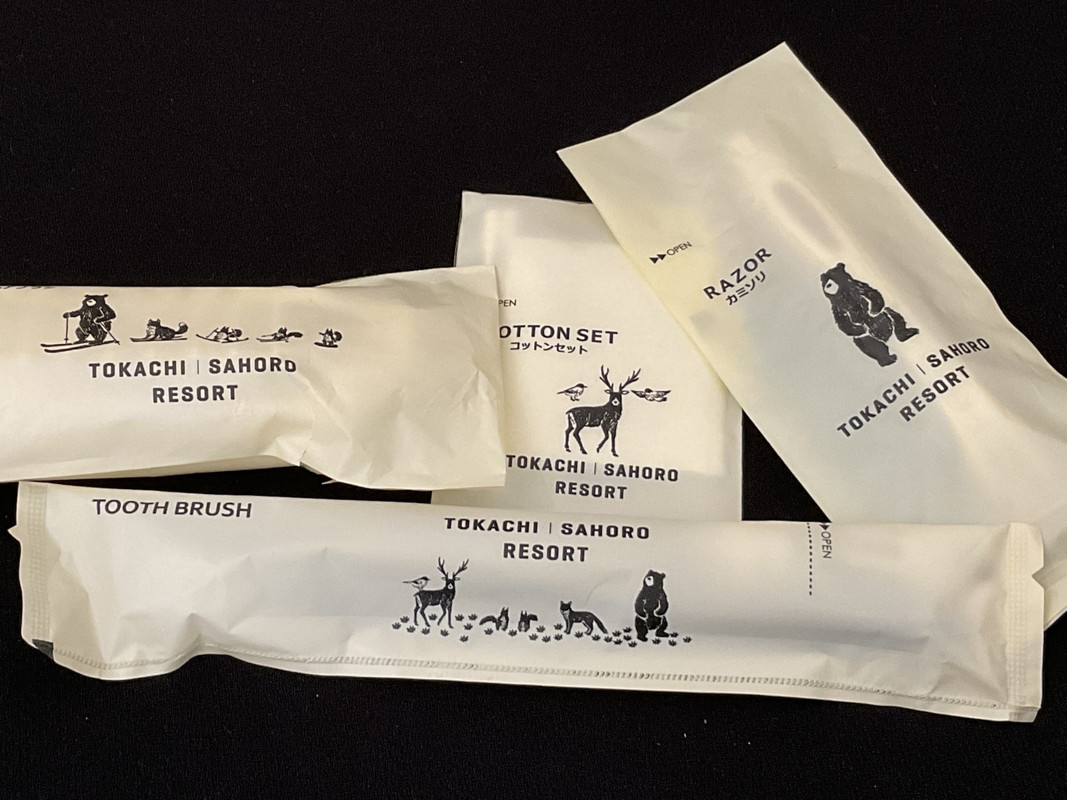 TOKACHI | SAHORO
RESORT
PEN
OTTON SET
コットンセット
TOKACHI | SAHORO
RESORT
▶▶OPEN
RAZOR
カミソリ
TOKACHI | SAHORO
RESORT
TOOTH BRUSH
TOKACHI | SAHORO
RESORT
▶▶OPEN